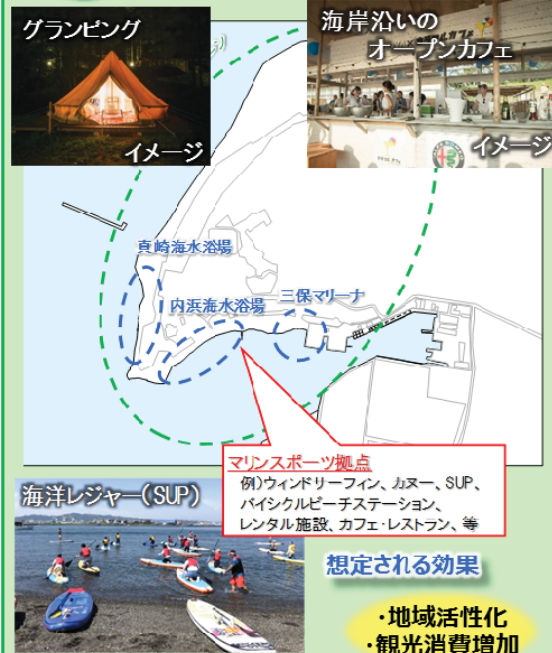 グランピング
イメージ
海岸沿いの
オープンカフェ
イメージ
真崎海水浴場
内浜海水浴場
三保マリーナ
マリンスポーツ拠点
例)ウィンドサーフィン、カヌー、SUP、
バイシクルピーチステーション、
レンタル施設、カフェ・レストラン、等
海洋レジャー(SUP)
想定される効果
・地域活性化
・観光消費増加